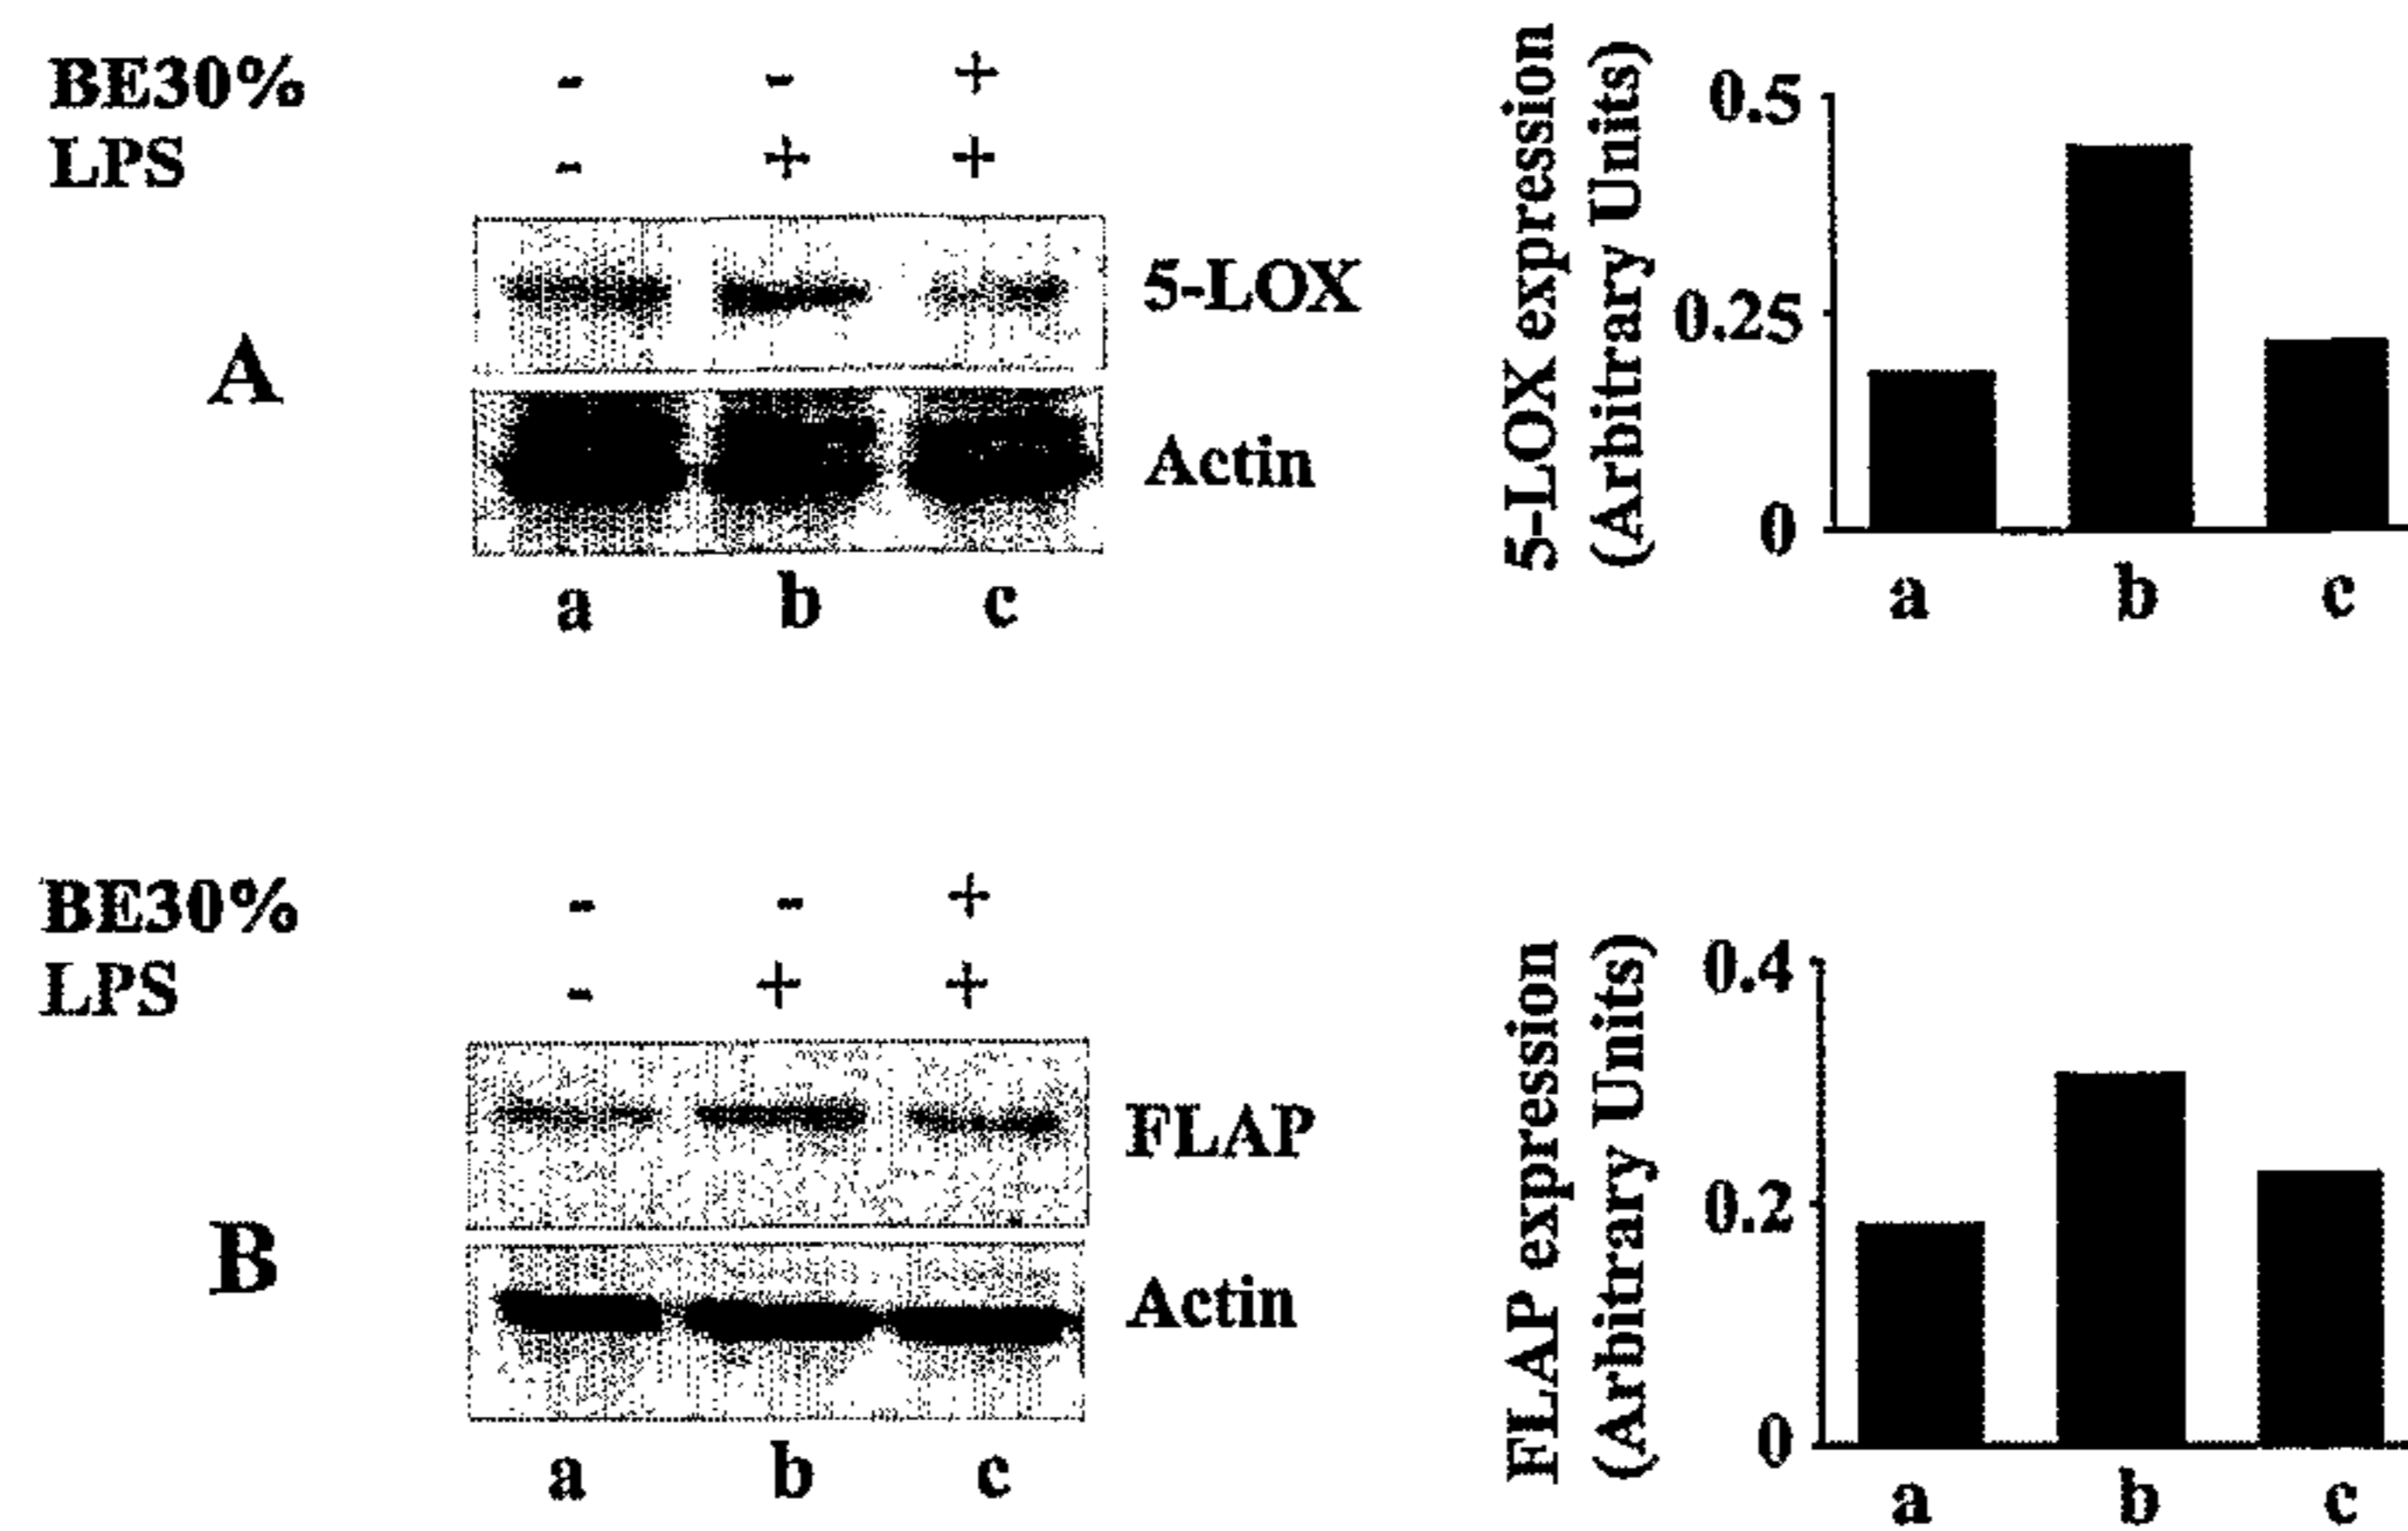 BE30% - - +
LPS - + +
A
5-LOX
Actin
a b c
5-LOX expression
(Arbitrary Units)
0.5
0.25
0
a b c
BE30% - - +
LPS - + +
B
FLAP
Actin
a b c
FLAP expression
(Arbitrary Units)
0.4
0.2
0
a b c